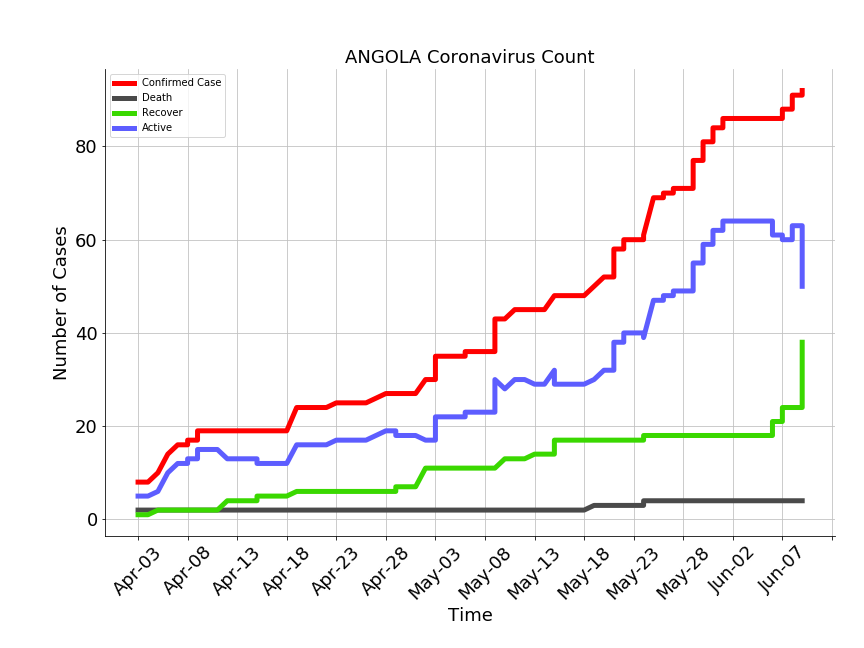 ANGOLA Coronavirus Count
Confirmed Case
Death
Recover
Active
Number of Cases
80
60
40
20
0
Apr-03
Apr-08
Apr-13
Apr-18
Apr-23
Apr-28
May-03
May-08
May-13
May-18
May-23
May-28
Jun-02
Jun-07
Time